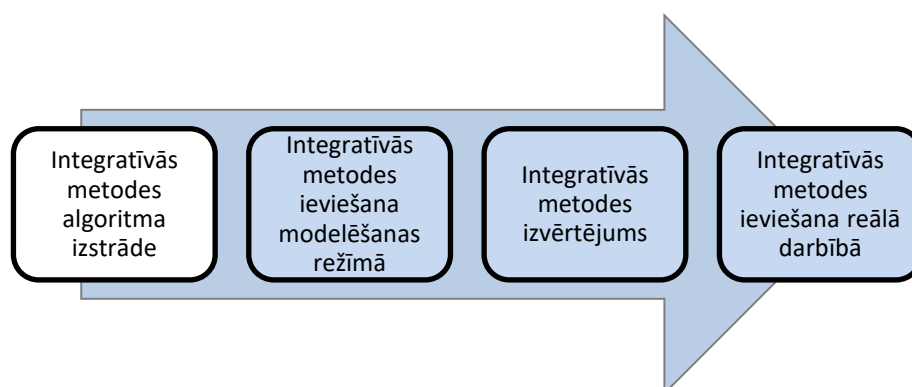 Integratīvās
metodes
algoritma
izstrāde
Integratīvās
metodes
ieviešana
modelēšanas
režīmā
Integratīvās
metodes
izvērtējums
Integratīvās
metodes
ieviešana reālā
darbībā